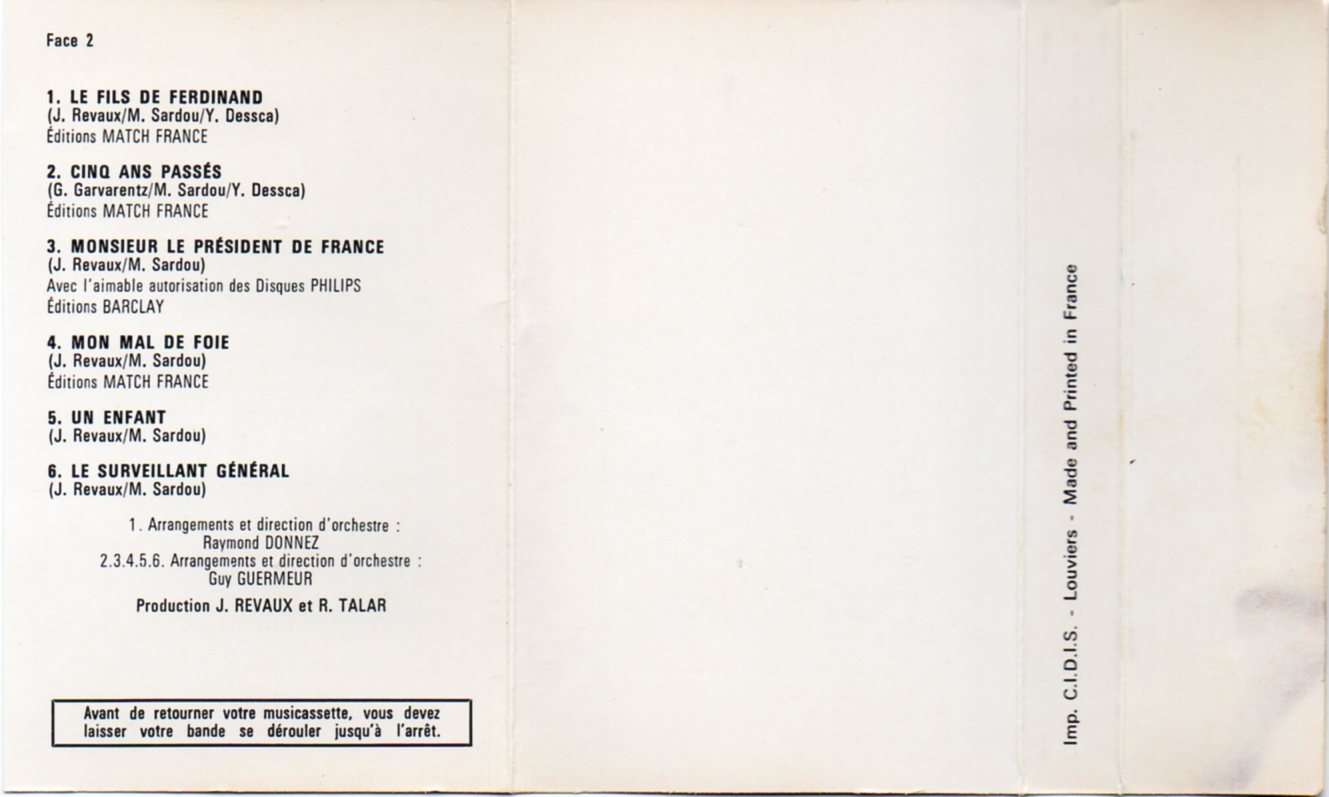 Face 2
1. LE FILS DE FERDINAND
(J. Revaux/M. Sardou/Y. Dessca)
Éditions MATCH FRANCE
2. CINQ ANS PASSÉS
(G. Garvarentz/M. Sardou/Y. Dessca)
Éditions MATCH FRANCE
3. MONSIEUR LE PRÉSIDENT DE FRANCE
(J. Revaux/M. Sardou)
Avec l'aimable autorisation des Disques PHILIPS
Éditions BARCLAY
4. MON MAL DE FOIE
(J. Revaux/M. Sardou)
Éditions MATCH FRANCE
5. UN ENFANT
(J. Revaux/M. Sardou)
6. LE SURVEILLANT GÉNÉRAL
(J. Revaux/M. Sardou)
1. Arrangements et direction d'orchestre :
Raymond DONNEZ
2.3.4.5.6. Arrangements et direction d'orchestre :
Guy GUERMEUR
Production J. REVAUX et R. TALAR
Avant de retourner votre musicassette, vous devez
laisser votre bande se dérouler jusqu'à l'arrêt.
Imp. C.I.D.I.S. - Louviers - Made and Printed in France